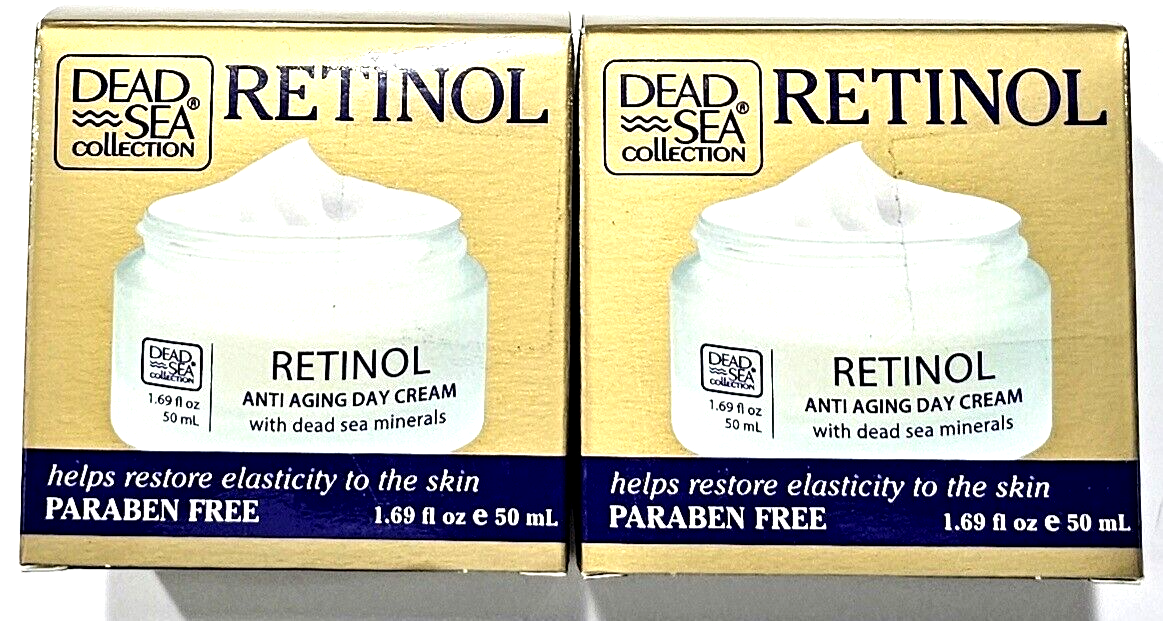 DEAD
SEA®
collection
RETINOL
DEAD
SEA
collection
1.69 fl oz
50 mL
RETINOL
ANTI AGING DAY CREAM
with dead sea minerals
helps restore elasticity to the skin
PARABEN FREE
1.69 fl oz e 50 mL
DEAD
SEA®
collection
RETINOL
DEAD
SEA
collection
1.69 fl oz
50 mL
RETINOL
ANTI AGING DAY CREAM
with dead sea minerals
helps restore elasticity to the skin
PARABEN FREE
1.69 fl oz e 50 mL